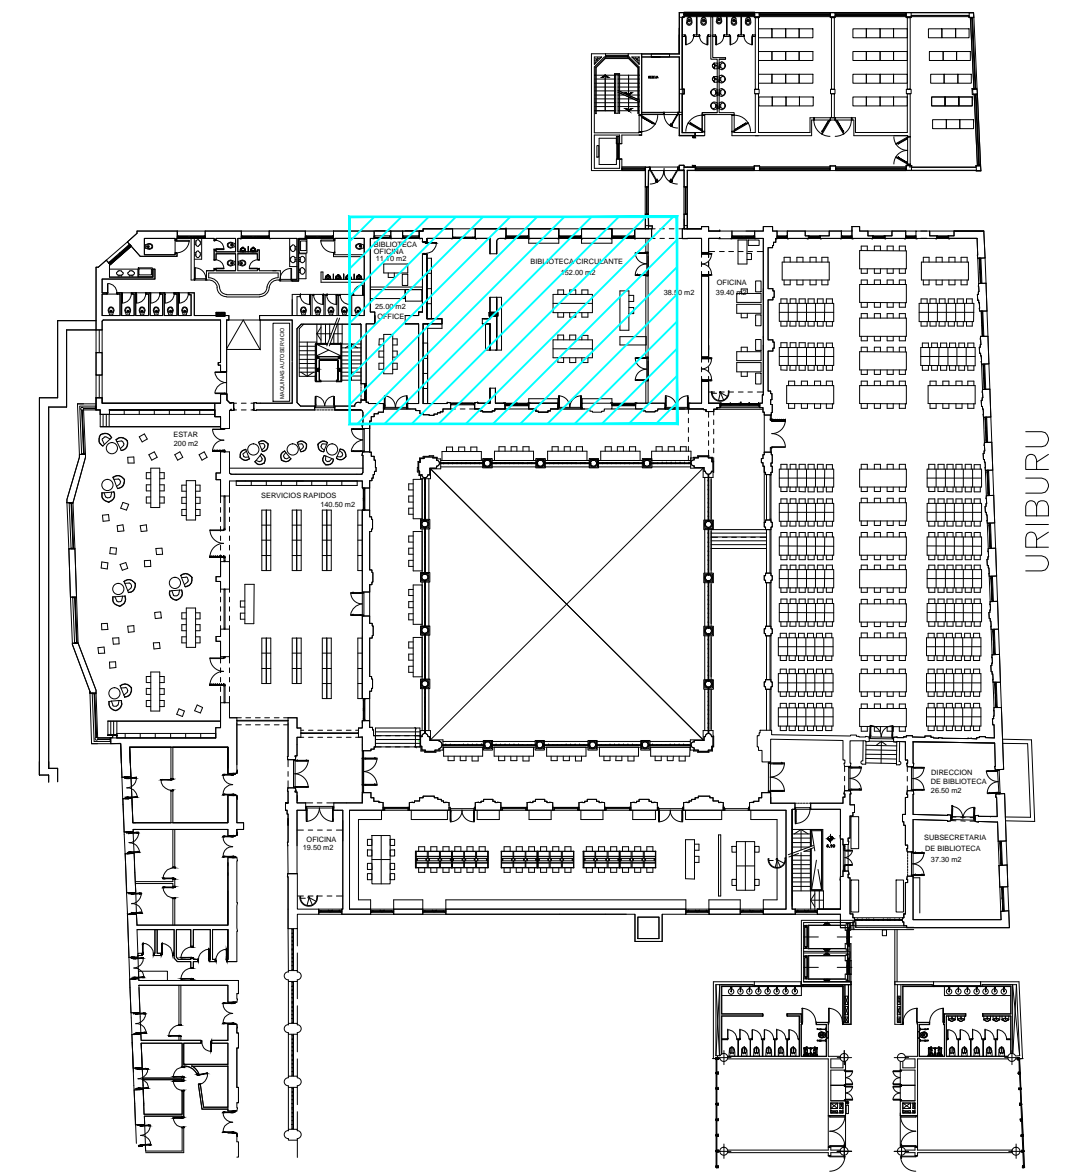 BIBLIOTECA
OFICINA
11.10 m2
25.00 m2
OFFICE
BIBLIOTECA CIRCULANTE
152.00 m2
38.50 m2
OFICINA
39.40 m2
MAQUINAS AUTOSERVICIO
ESTAR
200 m2
SERVICIOS RAPIDOS
140.50 m2
URIBURU
DIRECCION
DE BIBLIOTECA
26.50 m2
SUBSECRETARIA
DE BIBLIOTECA
37.30 m2
OFICINA
19.50 m2